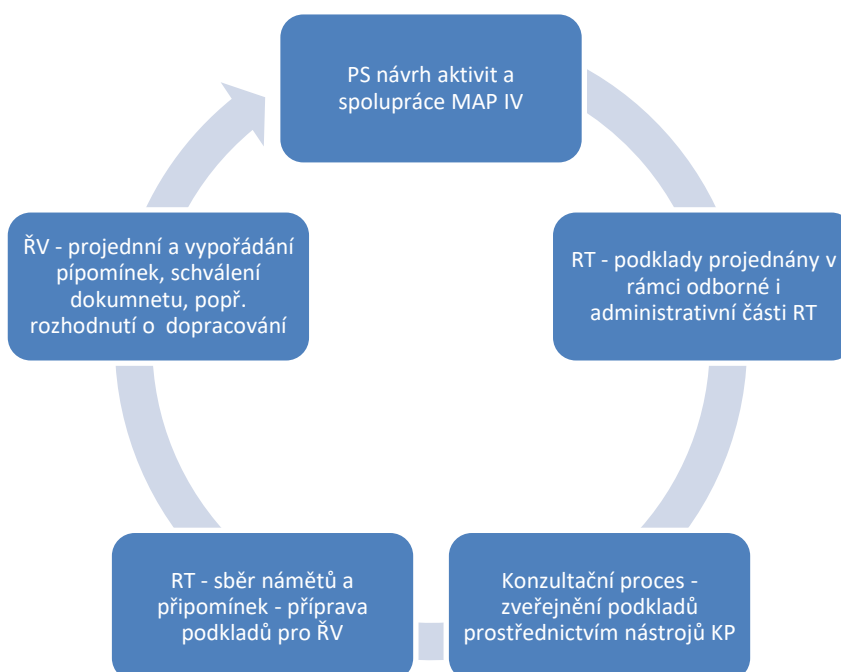 PS návrh aktivit a
spolupráce MAP IV
RT - podklady projednány v
rámci odborné i
administrativní části RT
Konzultační proces -
zveřejnění podkladů
prostřednictvím nástrojů KP
RT - sběr námětů a
připomínek - příprava
podkladů pro ŘV
ŘV - projednní a vypořádání
pípomínek, schválení
dokumnetu, popř.
rozhodnutí o dopracování